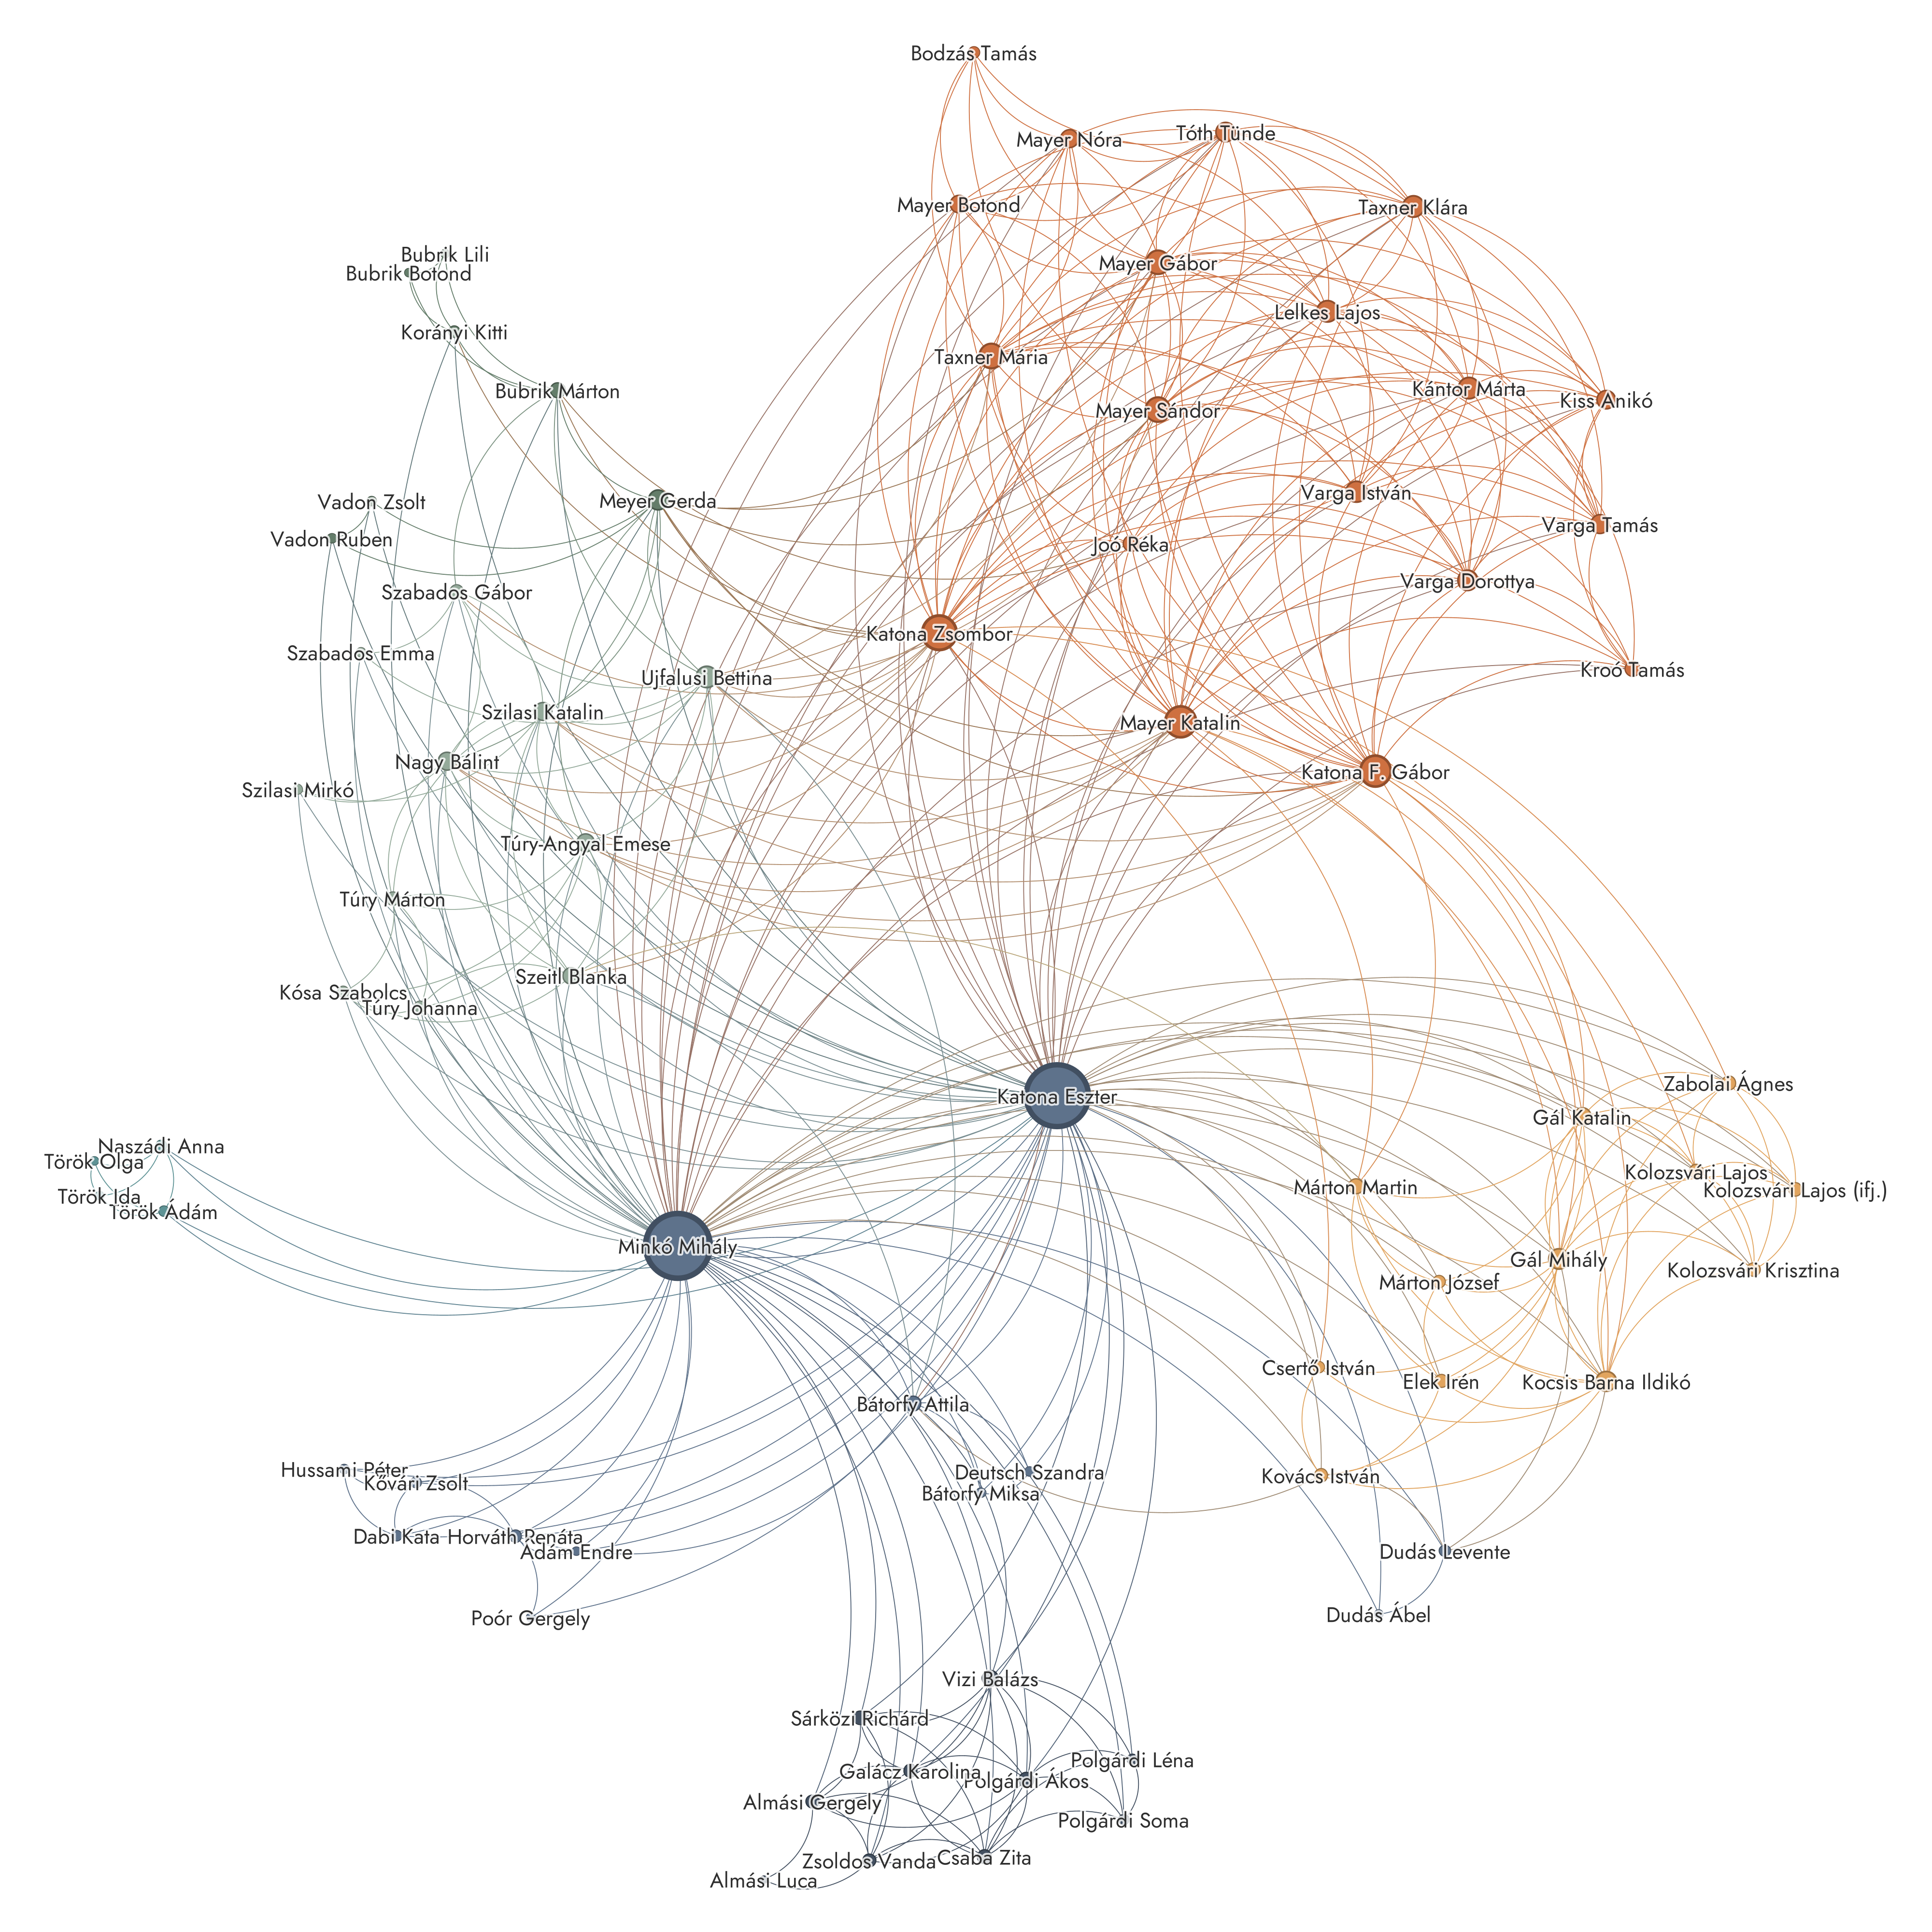 Bodzás Tamás
Mayer Nóra
Tóth Tünde
Mayer Botond
Taxner Klára
Bubrik Lili
Mayer Gábor
Bubrik Botond
Lelkes Lajos
Korányi Kitti
Taxner Mária
Bubrik Márton
Kántor Márta
Kiss Anikó
Mayer Sándor
Varga István
Meyer Gerda
Vadon Zsolt
Varga Tamás
Vadon Ruben
Joó Réka
Varga Dorottya
Szabados Gábor
Katona Zsombor
Szabados Emma
Kroó Tamás
Ujfalusi Bettina
Szilasi Katalin
Mayer Katalin
Nagy Bálint
Katona F. Gábor
Szilasi Mirkó
Túry-Angyal Emese
Túry Márton
Szeitl Blanka
Kósa Szabolcs
Túry Johanna
Zabolai Ágnes
Katona Eszter
Gál Katalin
Naszádi Anna
Török Olga
Kolozsvári Lajos
Márton Martin
Kolozsvári Lajos (ifj.)
Török Ida
Török Ádám
Minkó Mihály
Gál Mihály
Kolozsvári Krisztina
Márton József
Csertő István
Elek Irén
Kocsis Barna Ildikó
Bátorfy Attila
Hussami Péter
Deutsch Szandra
Kovács István
Kővári Zsolt
Bátorfy Miksa
Dabi Kata
Horváth Renáta
Ádám Endre
Dudás Levente
Dudás Ábel
Poór Gergely
Vizi Balázs
Sárközi Richárd
Polgárdi Léna
Galácz Karolina
Polgárdi Ákos
Almási Gergely
Polgárdi Soma
Csaba Zita
Zsoldos Vanda
Almási Luca